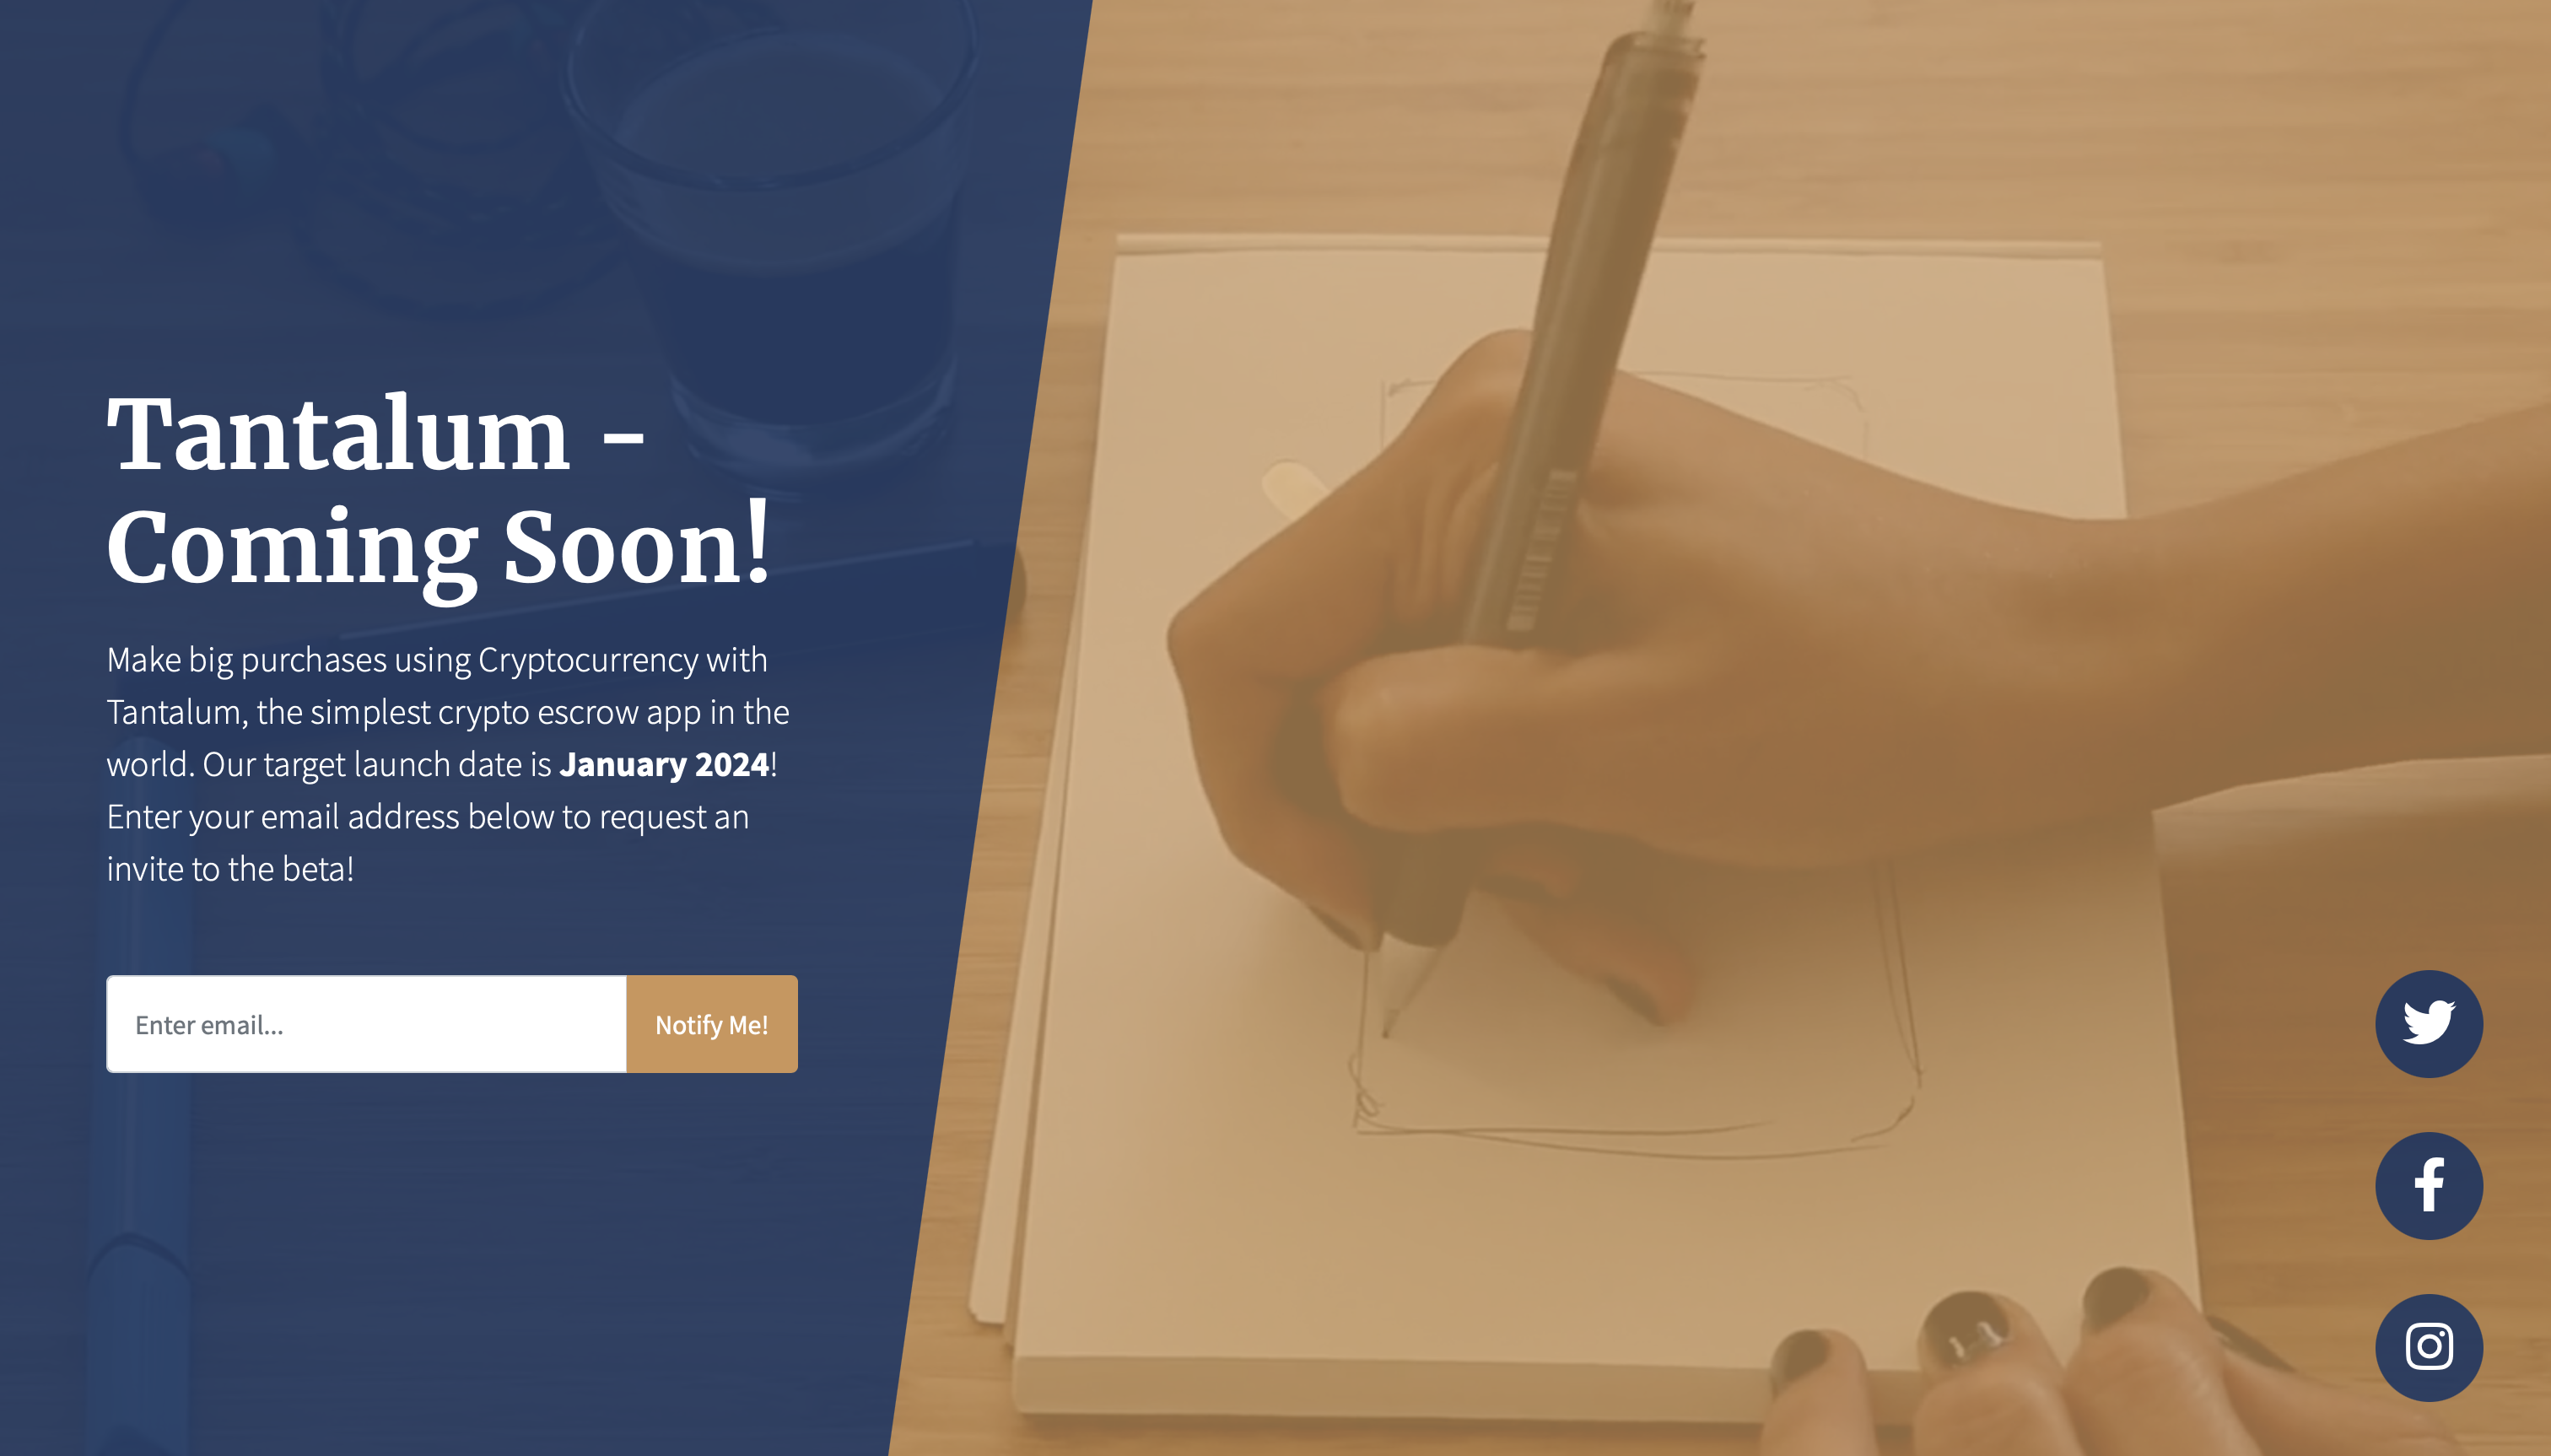 Tantalum -
Coming Soon!
Make big purchases using Cryptocurrency with
Tantalum, the simplest crypto escrow app in the
world. Our target launch date is January 2024!
Enter your email address below to request an
invite to the beta!
Enter email...
Notify Me!